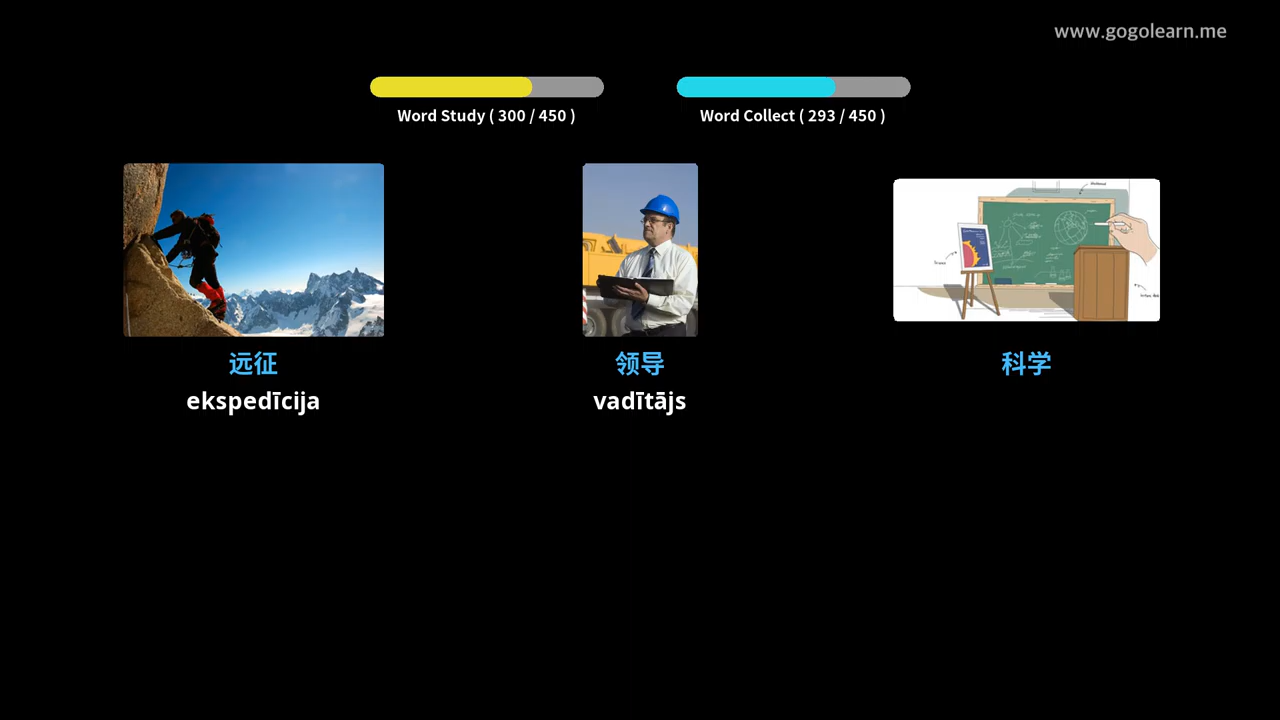 www.gogolearn.me
Word Study ( 300 / 450 )
Word Collect ( 293 / 450 )
远征
领导
科学
ekspedīcija
vadītājs